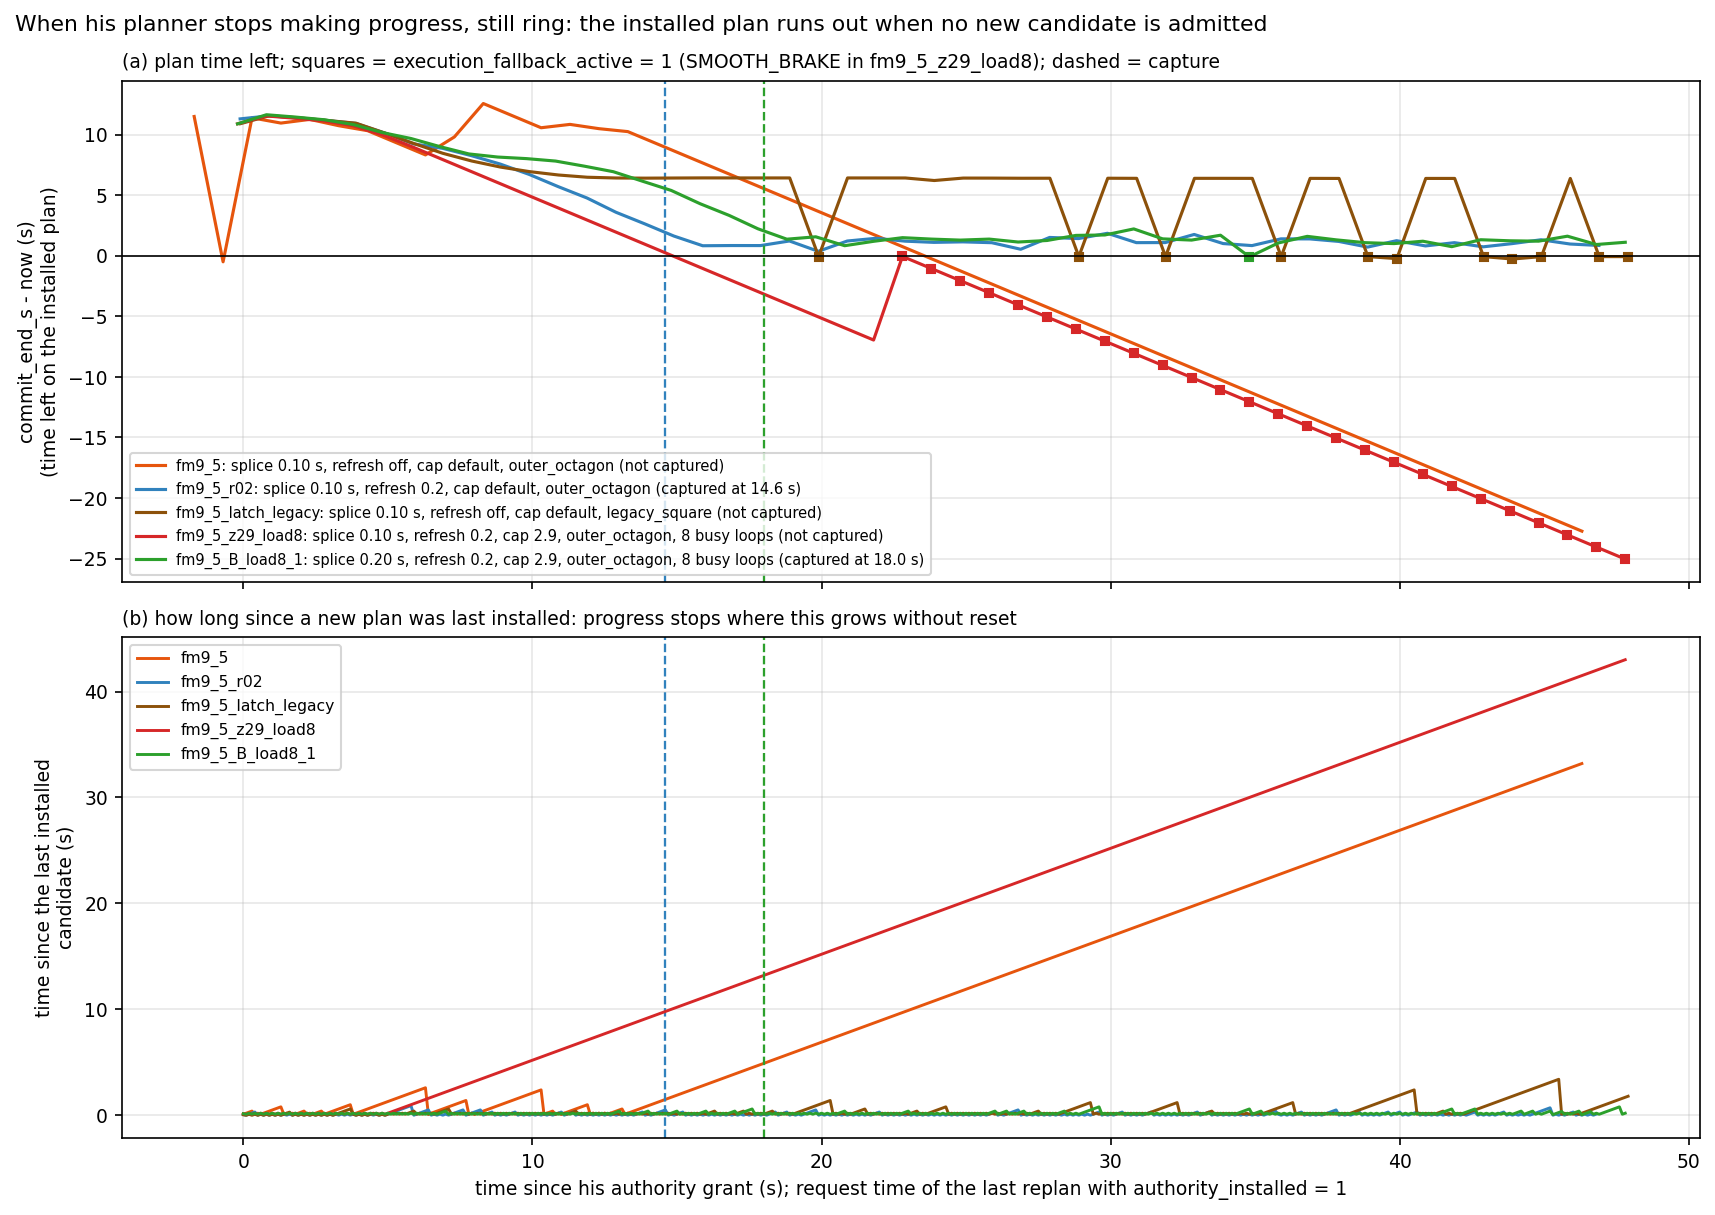 When his planner stops making progress, still ring: the installed plan runs out when no new candidate is admitted
(a) plan time left; squares = execution_fallback_active = 1 (SMOOTH_BRAKE in fm9_5_z29_load8); dashed = capture
commit_end_s - now (s)
(time left on the installed plan)
10
5
0
−5
−10
−15
−20
−25
fm9_5: splice 0.10 s, refresh off, cap default, outer_octagon (not captured)
fm9_5_r02: splice 0.10 s, refresh 0.2, cap default, outer_octagon (captured at 14.6 s)
fm9_5_latch_legacy: splice 0.10 s, refresh off, cap default, legacy_square (not captured)
fm9_5_z29_load8: splice 0.10 s, refresh 0.2, cap 2.9, outer_octagon, 8 busy loops (not captured)
fm9_5_B_load8_1: splice 0.20 s, refresh 0.2, cap 2.9, outer_octagon, 8 busy loops (captured at 18.0 s)
(b) how long since a new plan was last installed: progress stops where this grows without reset
time since the last installed
candidate (s)
40
30
20
10
0
fm9_5
fm9_5_r02
fm9_5_latch_legacy
fm9_5_z29_load8
fm9_5_B_load8_1
0 10 20 30 40 50
time since his authority grant (s); request time of the last replan with authority_installed = 1